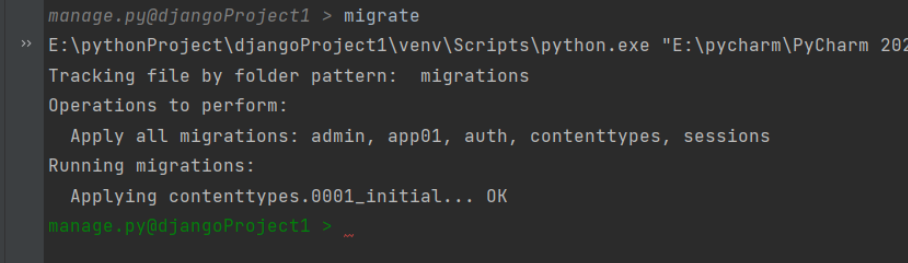 manage.py@djangoProject1 > migrate
E:\pythonProject\djangoProject1\venv\Scripts\python.exe "E:\pycharm\PyCharm 202
Tracking file by folder pattern:  migrations
Operations to perform:
  Apply all migrations: admin, app01, auth, contenttypes, sessions
Running migrations:
  Applying contenttypes.0001_initial... OK
manage.py@djangoProject1 >